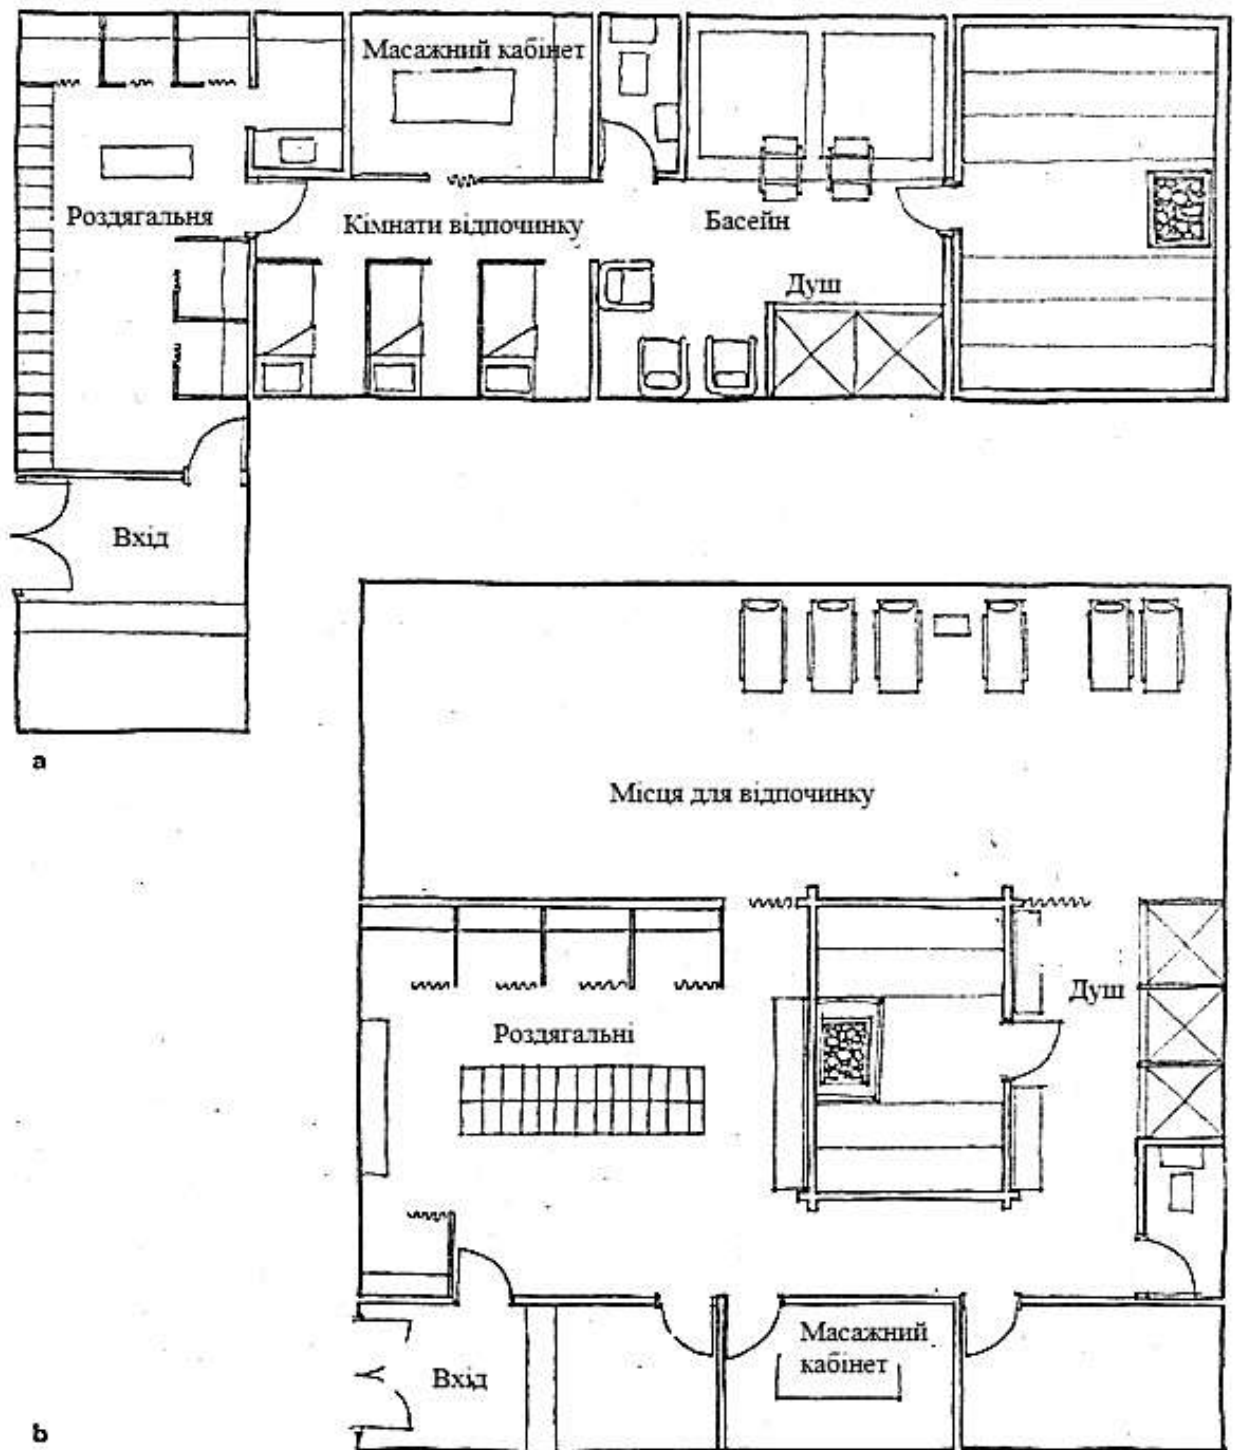 Масажний кабінет
Роздягальня
Кімнати відпочинку
Басейн
Душ
Вхід
a
Місця для відпочинку
Душ
Роздягальні
Масажний
кабінет
Вхід
b